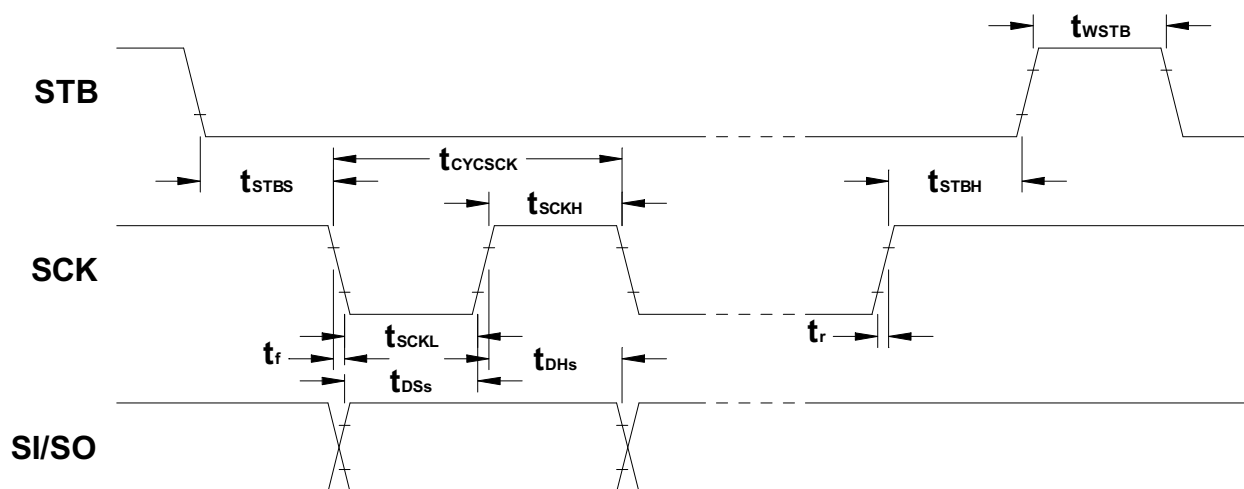 tWSTB
STB
tCYCSCK
tSTBS
tSTBH
tSCKH
SCK
tSCKL
tf
tDHs
tr
tDSs
SI/SO